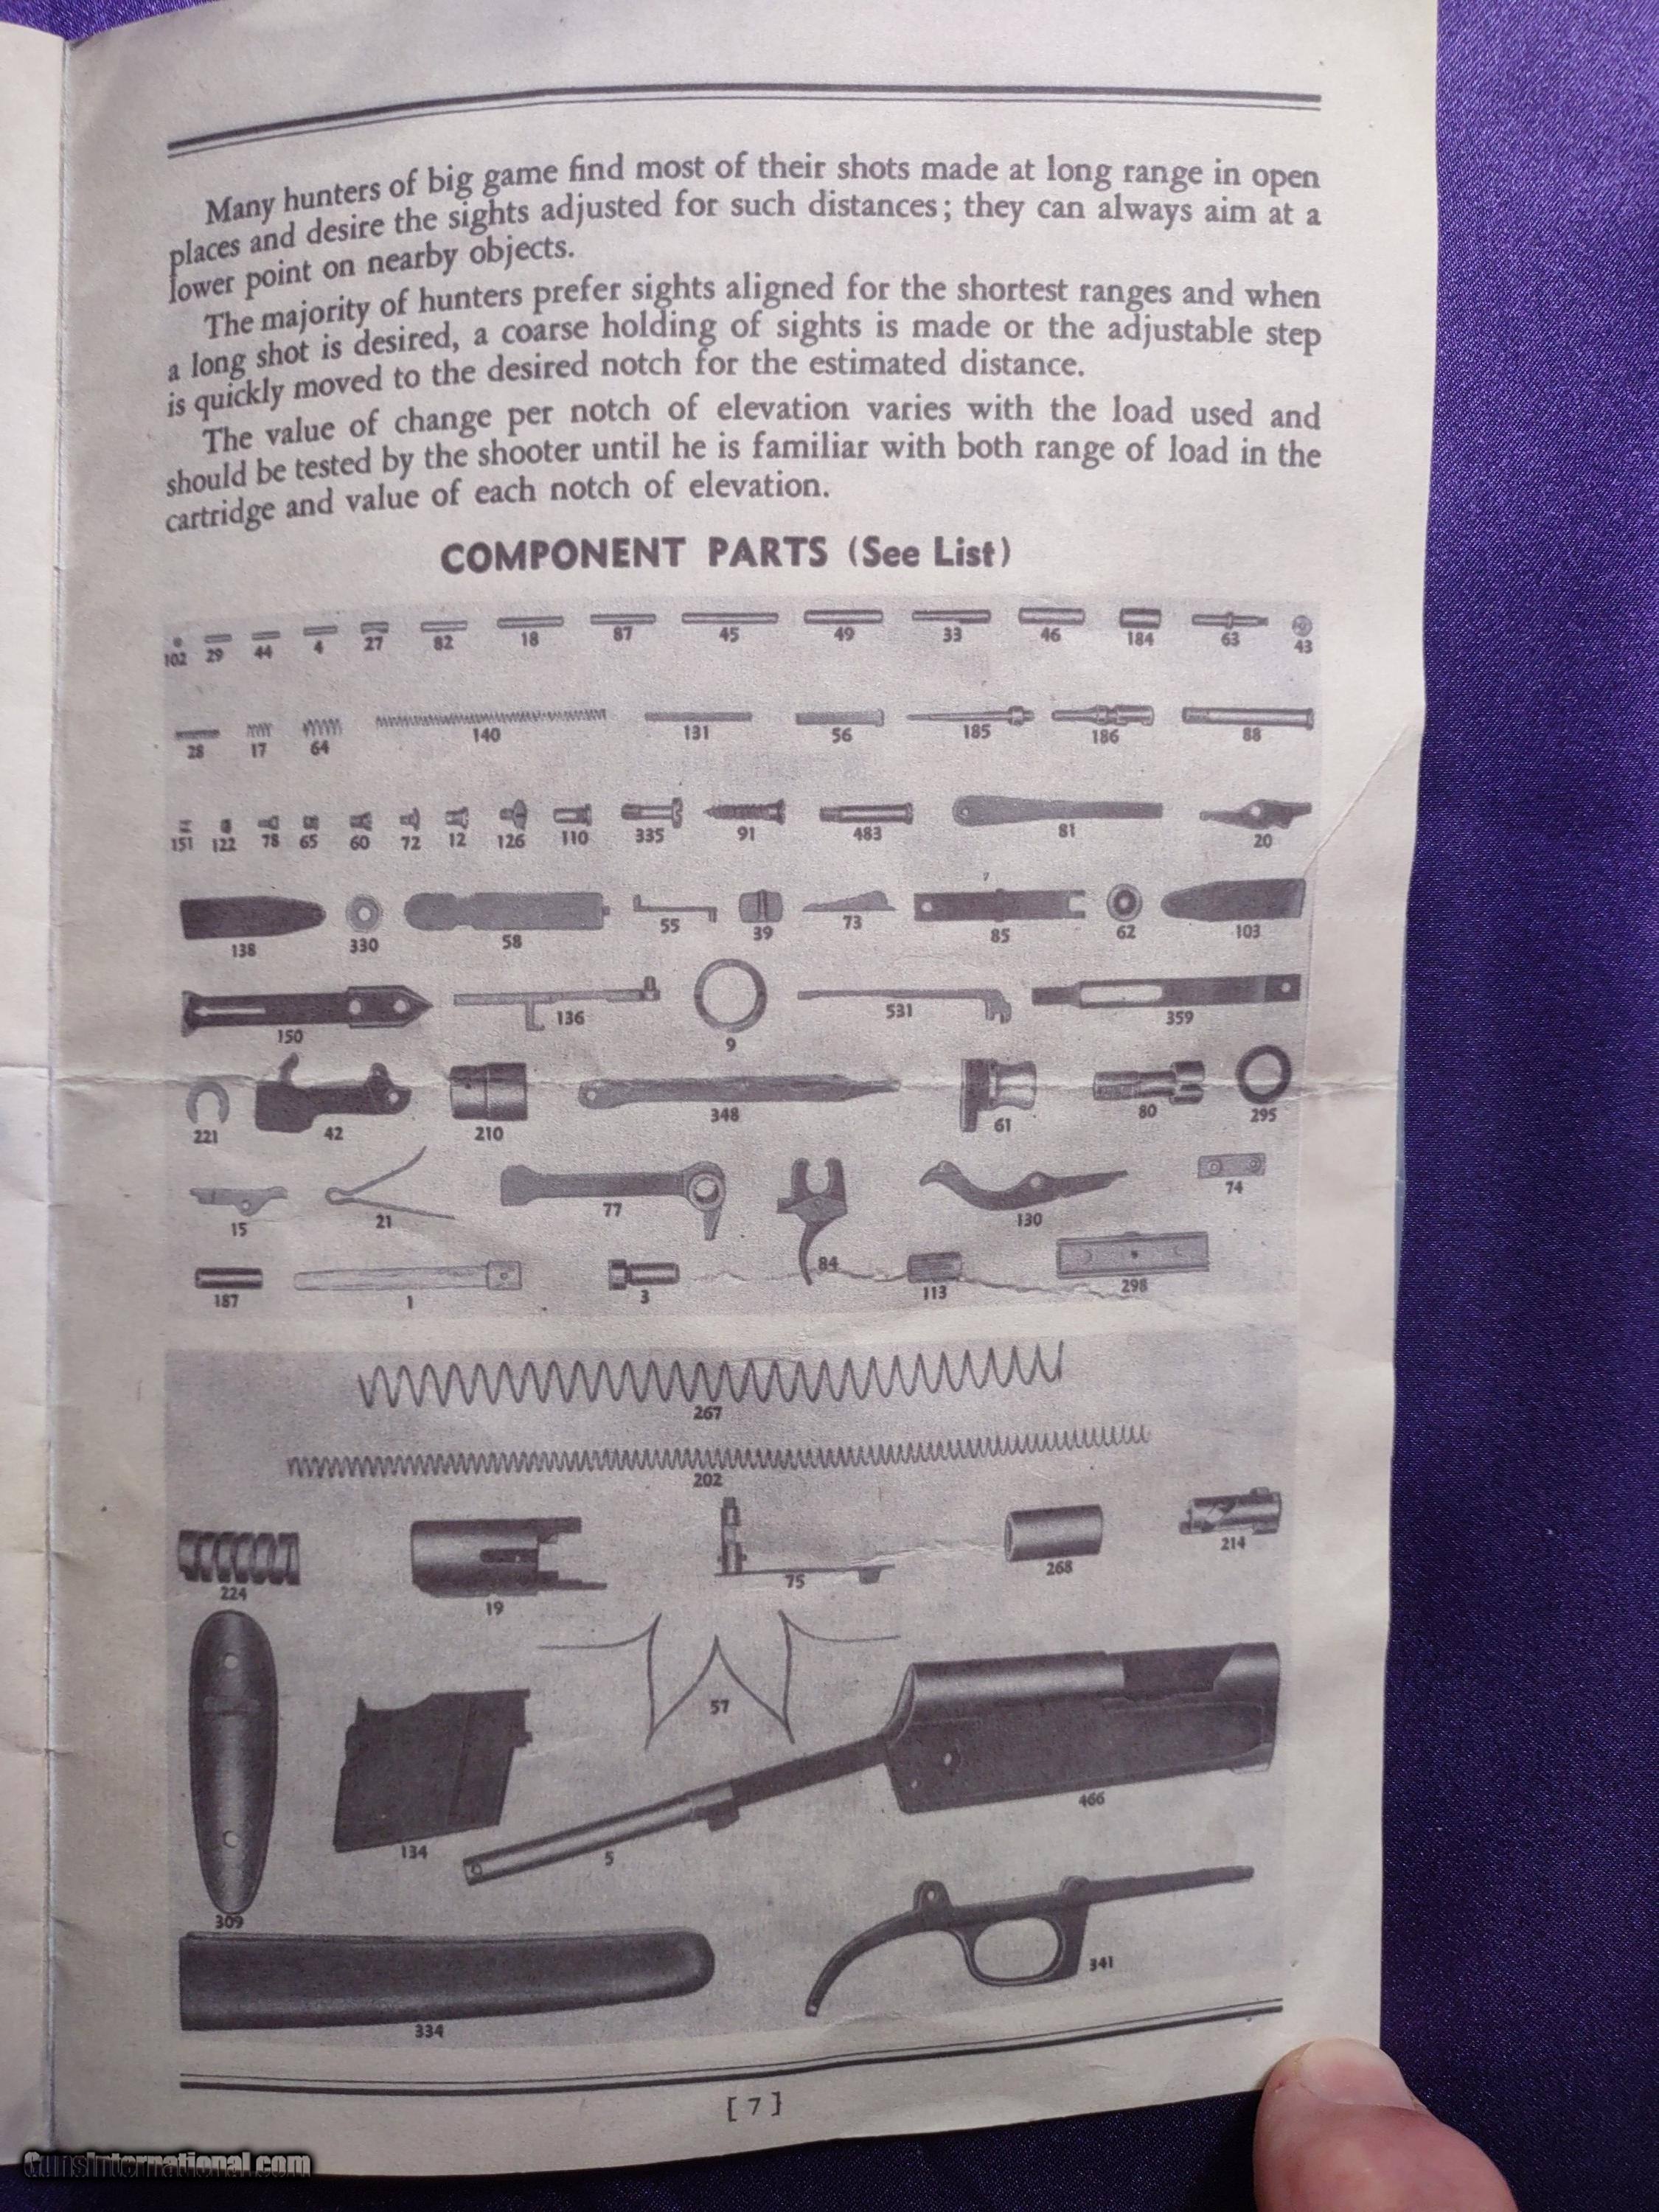 Many hunters of big game find most of their shots made at long range in open
places and desire the sights adjusted for such distances; they can always aim at a
lower point on nearby objects.
The majority of hunters prefer sights aligned for the shortest ranges and when
a long shot is desired, a coarse holding of sights is made or the adjustable step
is quickly moved to the desired notch for the estimated distance.
The value of change per notch of elevation varies with the load used and
should be tested by the shooter until he is familiar with both range of load in the
cartridge and value of each notch of elevation.
COMPONENT PARTS (See List)
102 29 44 4 27 82 18 87 45 49 33 46 184 63 43
28 17 64 140 131 56 185 186 88
151 122 78 65 60 72 12 126 110 335 91 483 81 20
138 330 58 55 39 73 85 62 103
150 136 9 531 359
221 42 210 348 61 80 295
15 21 77 84 130 74
187 1 3 113 298
267
202
224 19 75 268 214
309 134 57 5 466
334 341
[ 7 ]
GunsInternational.com